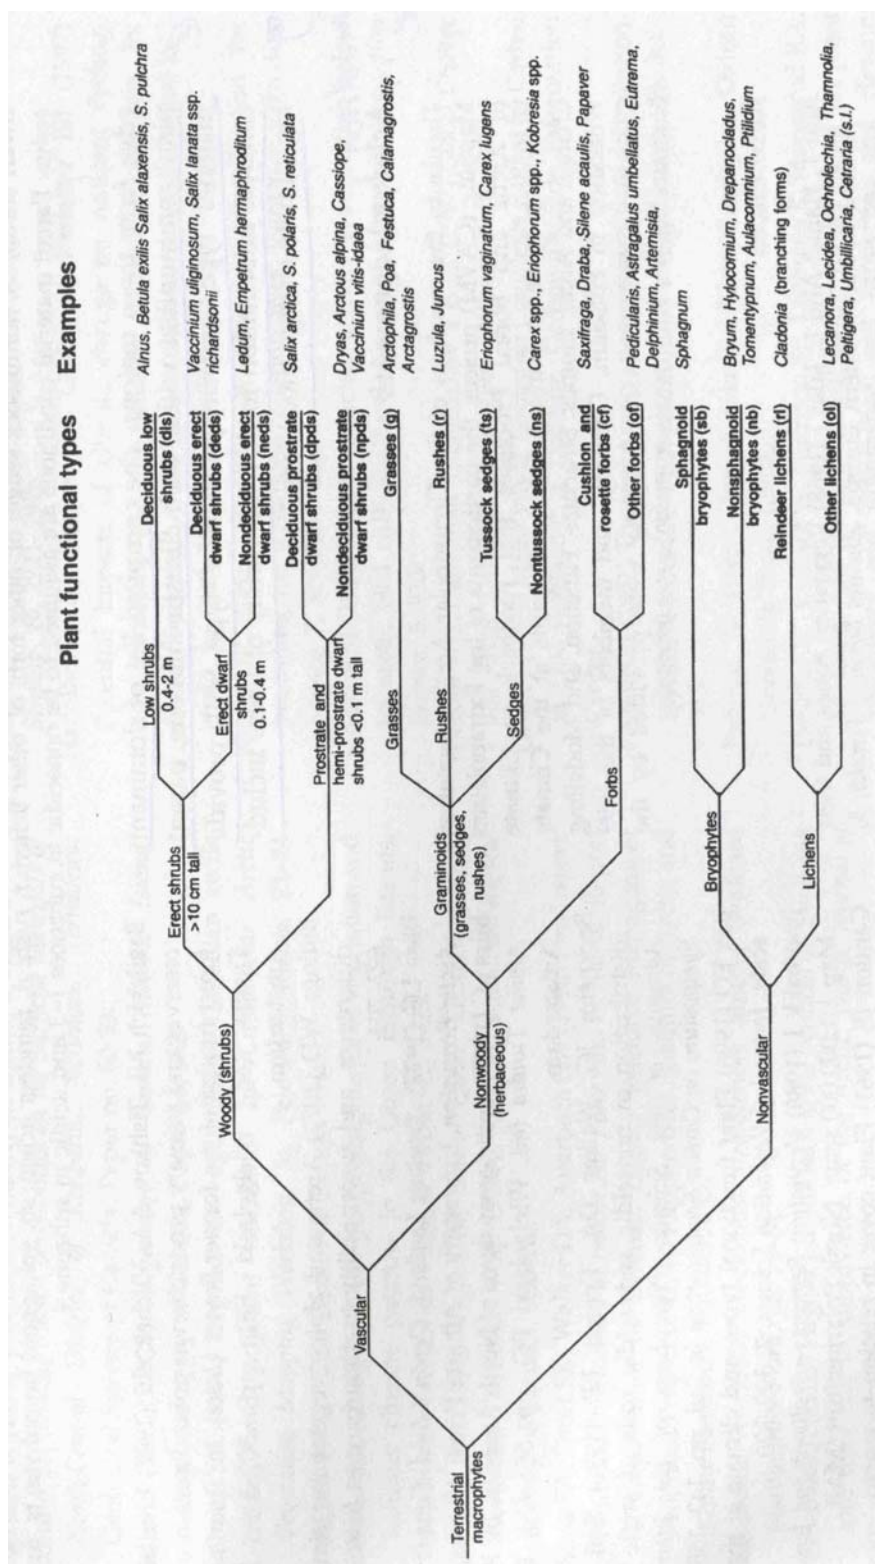 Plant functional types
Examples
Terrestrial
macrophytes
Vascular
Woody (shrubs)
Erect shrubs
>10 cm tall
Low shrubs
0.4-2 m
Deciduous low
shrubs (dls)
Alnus, Betula exilis Salix alaxensis, S. pulchra
Erect dwarf
shrubs
0.1-0.4 m
Deciduous erect
dwarf shrubs (deds)
Vaccinium uliginosum, Salix lanata ssp.
richardsonii
Nondeciduous erect
dwarf shrubs (neds)
Ledum, Empetrum hermaphroditum
Prostrate and
hemi-prostrate dwarf
shrubs <0.1 m tall
Deciduous prostrate
dwarf shrubs (dpds)
Salix arctica, S. polaris, S. reticulata
Nondeciduous prostrate
dwarf shrubs (npds)
Dryas, Arctous alpina, Cassiope,
Vaccinium vitis-idaea
Nonwoody
(herbaceous)
Graminoids
(grasses, sedges,
rushes)
Grasses
Grasses (g)
Arctophila, Poa, Festuca, Calamagrostis,
Arctagrostis
Rushes
Rushes (r)
Luzula, Juncus
Sedges
Tussock sedges (ts)
Eriophorum vaginatum, Carex lugens
Nontussock sedges (ns)
Carex spp., Eriophorum spp., Kobresia spp.
Forbs
Cushion and
rosette forbs (cf)
Saxifraga, Draba, Silene acaulis, Papaver
Other forbs (of)
Pedicularis, Astragalus umbellatus, Eutrema,
Delphinium, Artemisia,
Nonvascular
Bryophytes
Sphagnoid
bryophytes (sb)
Sphagnum
Nonsphagnoid
bryophytes (nb)
Bryum, Hylocomium, Drepanocladus,
Tomentypnum, Aulacomnium, Ptilidium
Lichens
Reindeer lichens (rl)
Cladonia (branching forms)
Other lichens (ol)
Lecanora, Lecidea, Ochrolechia, Thamnolia,
Peltigera, Umbillicaria, Cetraria (s.l.)